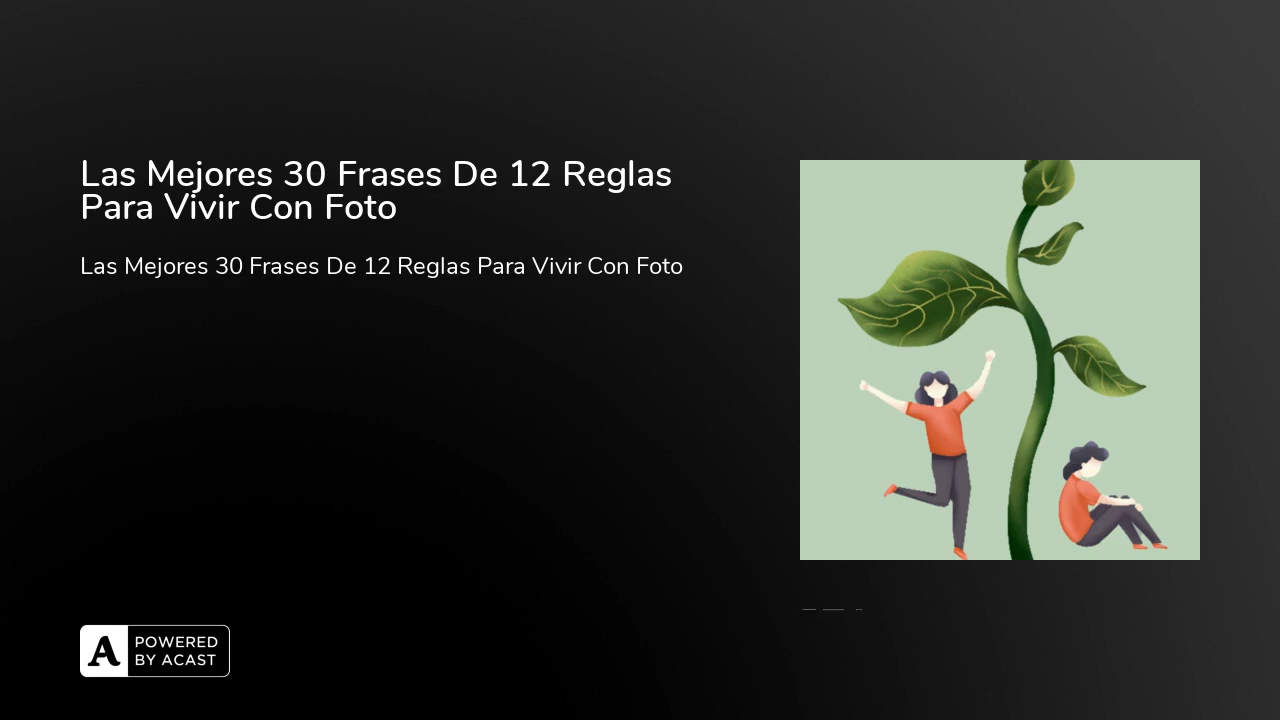 Las Mejores 30 Frases De 12 Reglas
Para Vivir Con Foto
Las Mejores 30 Frases De 12 Reglas Para Vivir Con Foto
A POWERED
BY ACAST